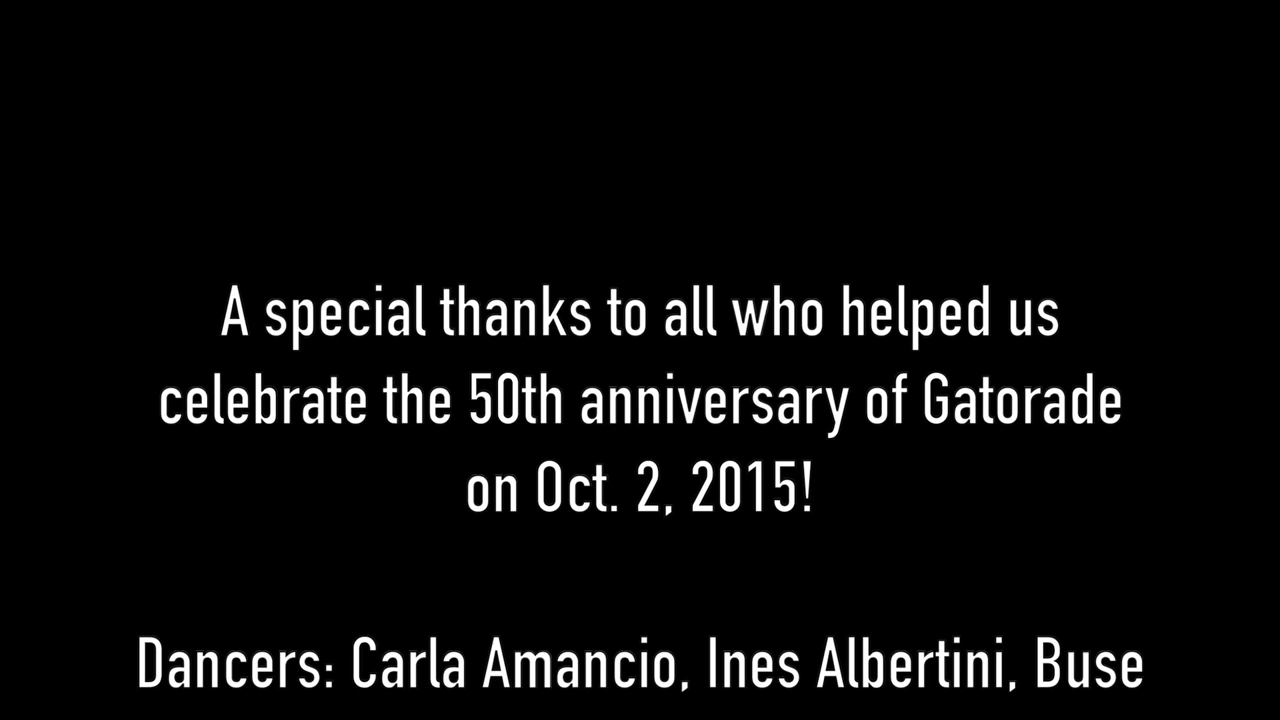 A special thanks to all who helped us
celebrate the 50th anniversary of Gatorade
on Oct. 2, 2015!
Dancers: Carla Amancio, Ines Albertini, Buse